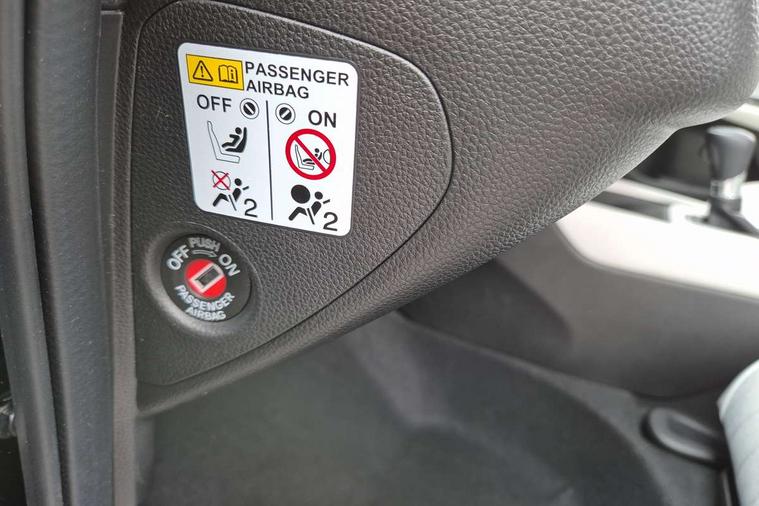 PASSENGER
AIRBAG
OFF ON
2 2
PUSH
OFF ON
PASSENGER
AIRBAG